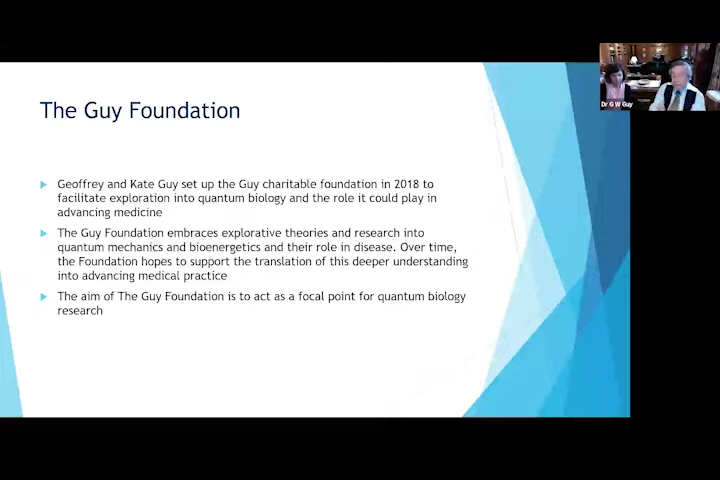 The Guy Foundation
Geoffrey and Kate Guy set up the Guy charitable foundation in 2018 to
facilitate exploration into quantum biology and the role it could play in
advancing medicine
The Guy Foundation embraces explorative theories and research into
quantum mechanics and bioenergetics and their role in disease. Over time,
the Foundation hopes to support the translation of this deeper understanding
into advancing medical practice
The aim of The Guy Foundation is to act as a focal point for quantum biology
research
Dr G W Guy